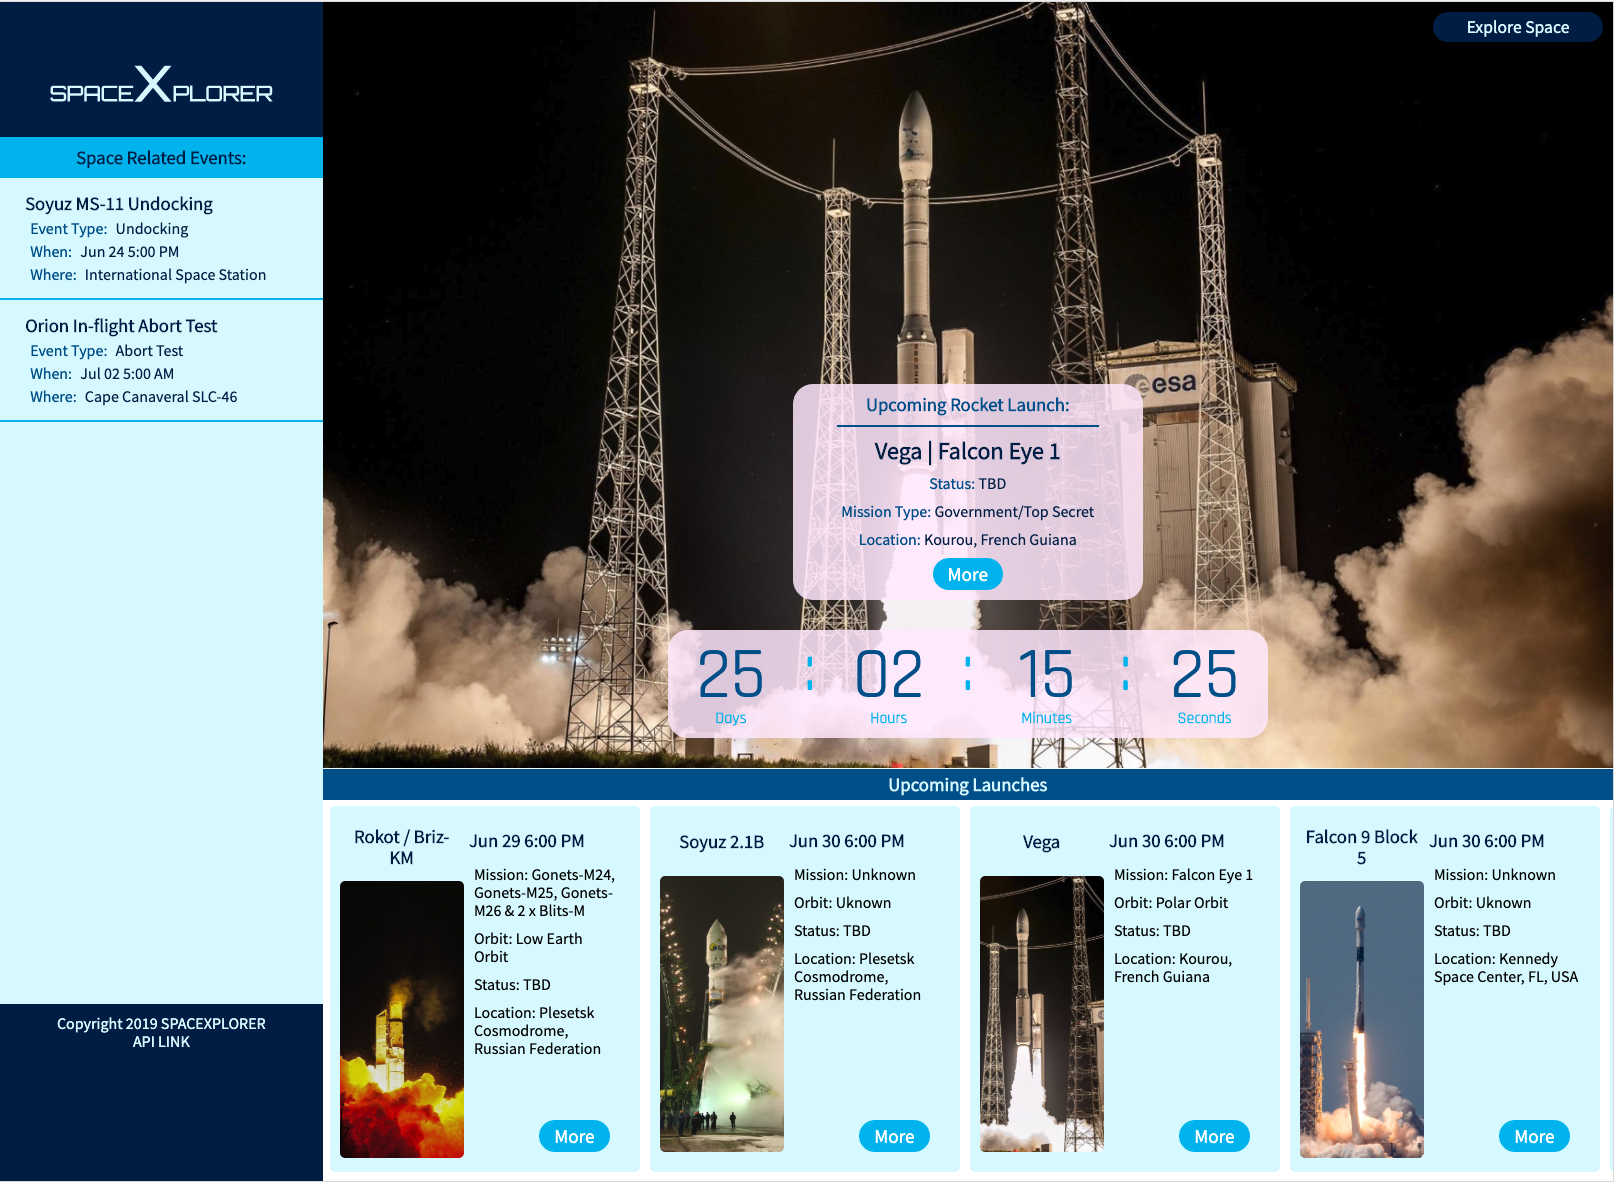 Explore Space
SPACEXPLORER
Space Related Events:
Soyuz MS-11 Undocking
Event Type: Undocking
When: Jun 24 5:00 PM
Where: International Space Station
Orion In-flight Abort Test
Event Type: Abort Test
When: Jul 02 5:00 AM
Where: Cape Canaveral SLC-46
Copyright 2019 SPACEXPLORER
API LINK
esa
Upcoming Rocket Launch:
Vega | Falcon Eye 1
Status: TBD
Mission Type: Government/Top Secret
Location: Kourou, French Guiana
More
25 : 02 : 15 : 25
Days Hours Minutes Seconds
Upcoming Launches
Rokot / Briz-
KM
Jun 29 6:00 PM
Mission: Gonets-M24,
Gonets-M25, Gonets-
M26 & 2 x Blits-M
Orbit: Low Earth
Orbit
Status: TBD
Location: Plesetsk
Cosmodrome,
Russian Federation
More
Soyuz 2.1B
Jun 30 6:00 PM
Mission: Unknown
Orbit: Uknown
Status: TBD
Location: Plesetsk
Cosmodrome,
Russian Federation
More
Vega
Jun 30 6:00 PM
Mission: Falcon Eye 1
Orbit: Polar Orbit
Status: TBD
Location: Kourou,
French Guiana
More
Falcon 9 Block
5
Jun 30 6:00 PM
Mission: Unknown
Orbit: Uknown
Status: TBD
Location: Kennedy
Space Center, FL, USA
More